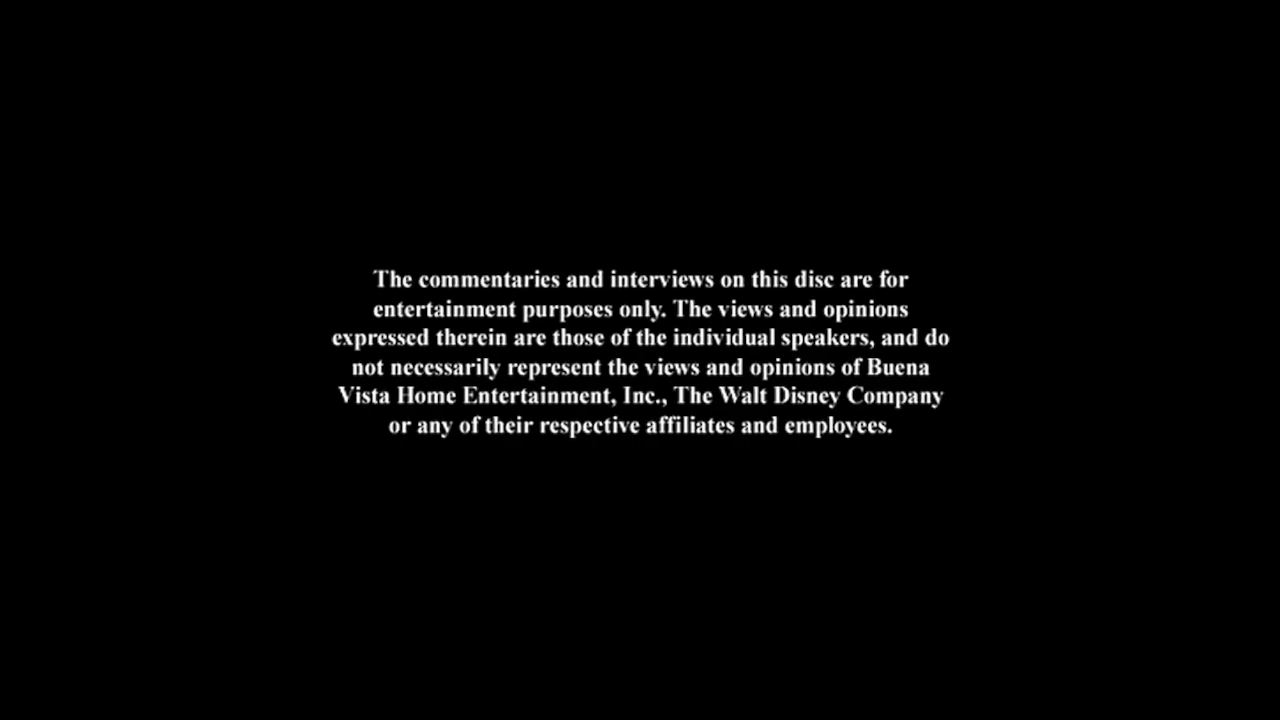 The commentaries and interviews on this disc are for
entertainment purposes only. The views and opinions
expressed therein are those of the individual speakers, and do
not necessarily represent the views and opinions of Buena
Vista Home Entertainment, Inc., The Walt Disney Company
or any of their respective affiliates and employees.